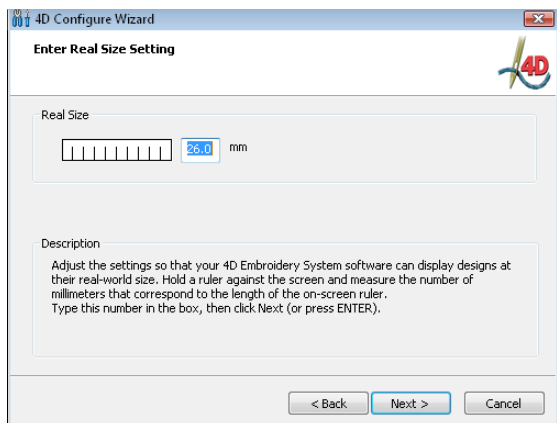 4D Configure Wizard
Enter Real Size Setting
4D
Real Size
26.0 mm
Description
Adjust the settings so that your 4D Embroidery System software can display designs at
their real-world size. Hold a ruler against the screen and measure the number of
millimeters that correspond to the length of the on-screen ruler.
Type this number in the box, then click Next (or press ENTER).
< Back Next > Cancel